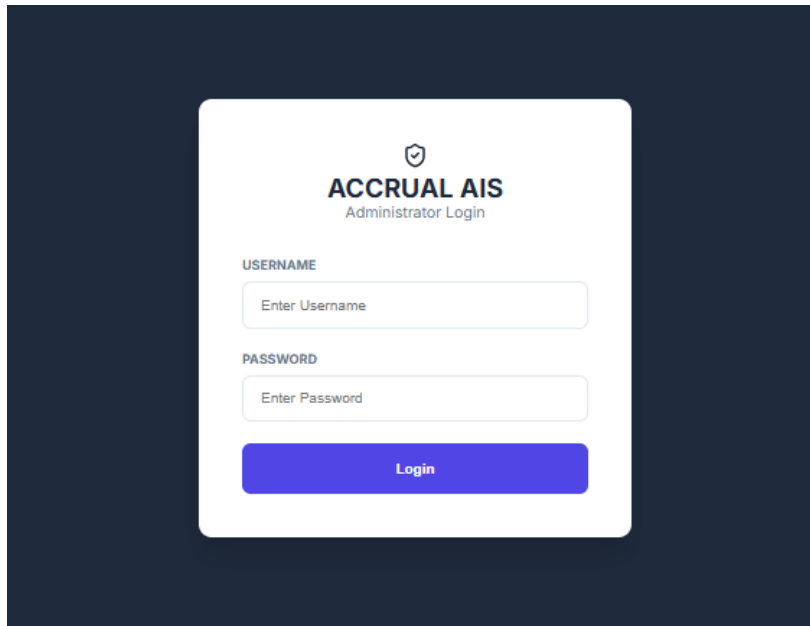 ACCRUAL AIS
Administrator Login
USERNAME
Enter Username
PASSWORD
Enter Password
Login